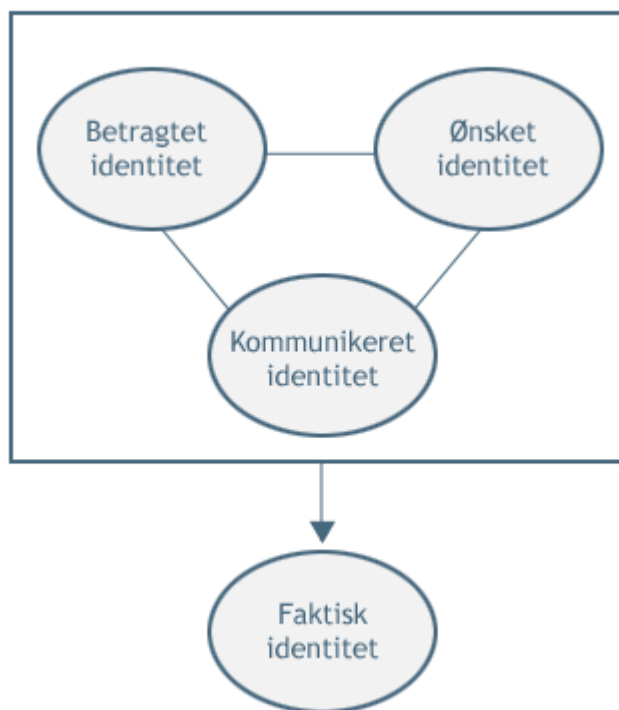 Betragtet
identitet
Ønsket
identitet
Kommunikeret
identitet
Faktisk
identitet